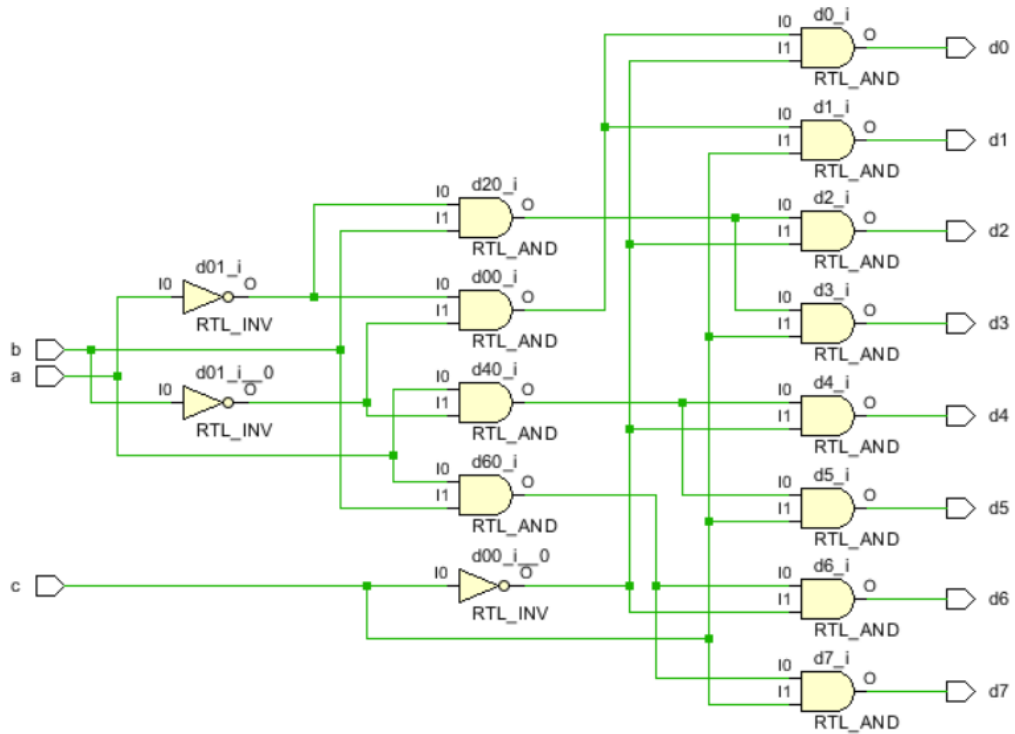 d0_i
I0
O
I1
d0
RTL_AND
d1_i
I0
O
I1
d1
RTL_AND
d20_i
I0
O
I1
RTL_AND
d2_i
I0
O
I1
d2
RTL_AND
d01_i
I0
O
RTL_INV
d00_i
I0
O
I1
RTL_AND
d3_i
I0
O
I1
d3
RTL_AND
b
a
d01_i__0
I0
O
RTL_INV
d40_i
I0
O
I1
RTL_AND
d4_i
I0
O
I1
d4
RTL_AND
d60_i
I0
O
I1
RTL_AND
d5_i
I0
O
I1
d5
RTL_AND
c
d00_i__0
I0
O
RTL_INV
d6_i
I0
O
I1
d6
RTL_AND
d7_i
I0
O
I1
d7
RTL_AND